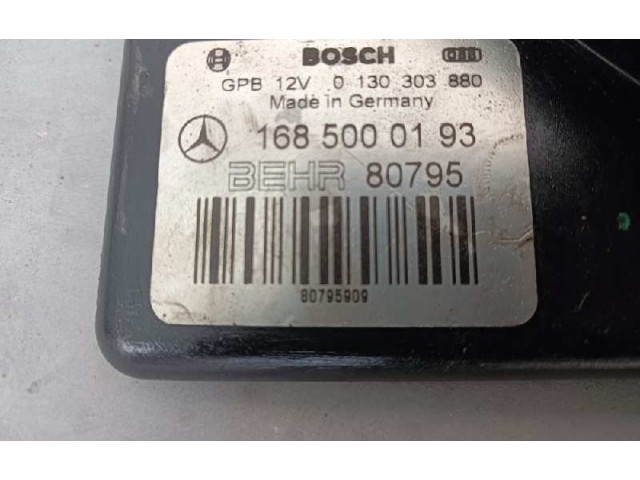 BOSCH
GPB 12V 0 130 303 880
Made in Germany
168 500 01 93
BEHR 80795
80795909